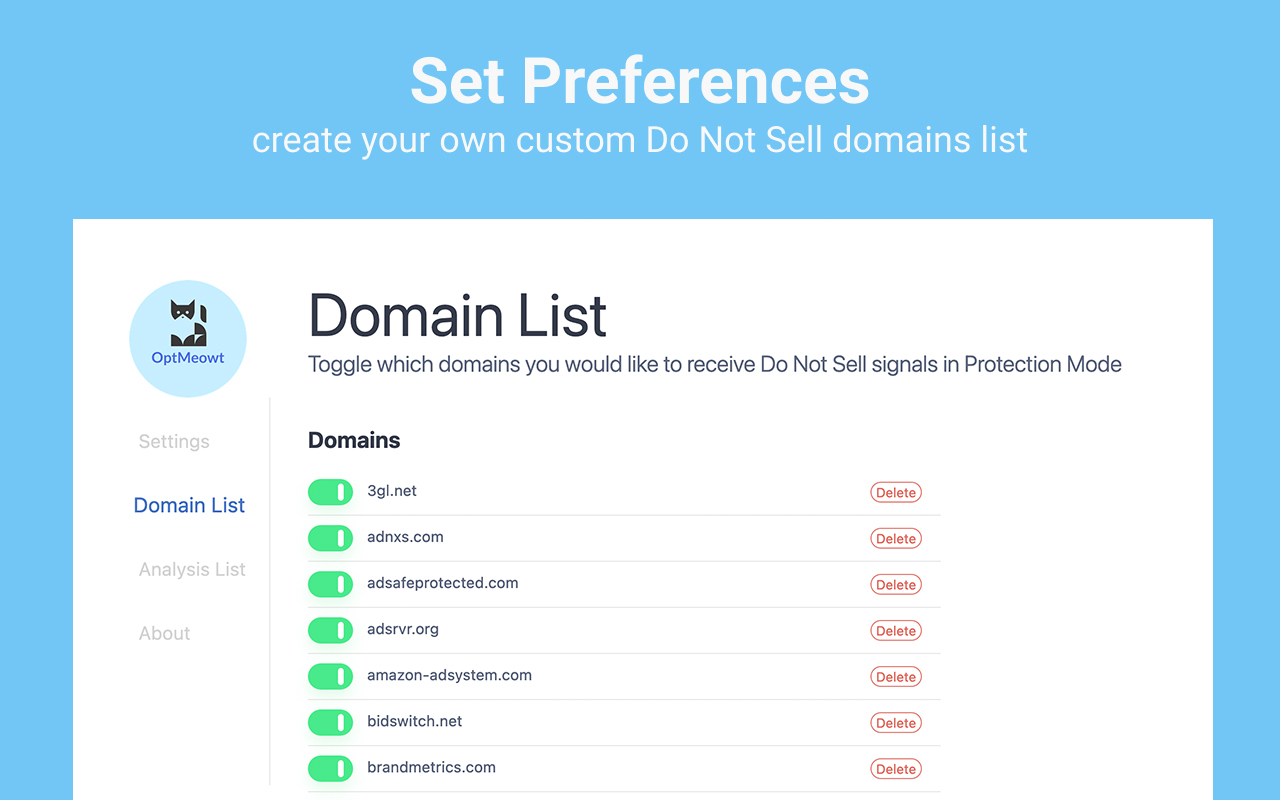 Set Preferences
create your own custom Do Not Sell domains list
OptMeowt
Domain List
Toggle which domains you would like to receive Do Not Sell signals in Protection Mode
Settings
Domain List
Analysis List
About
Domains
3gl.net Delete
adnxs.com Delete
adsafeprotected.com Delete
adsrvr.org Delete
amazon-adsystem.com Delete
bidswitch.net Delete
brandmetrics.com Delete